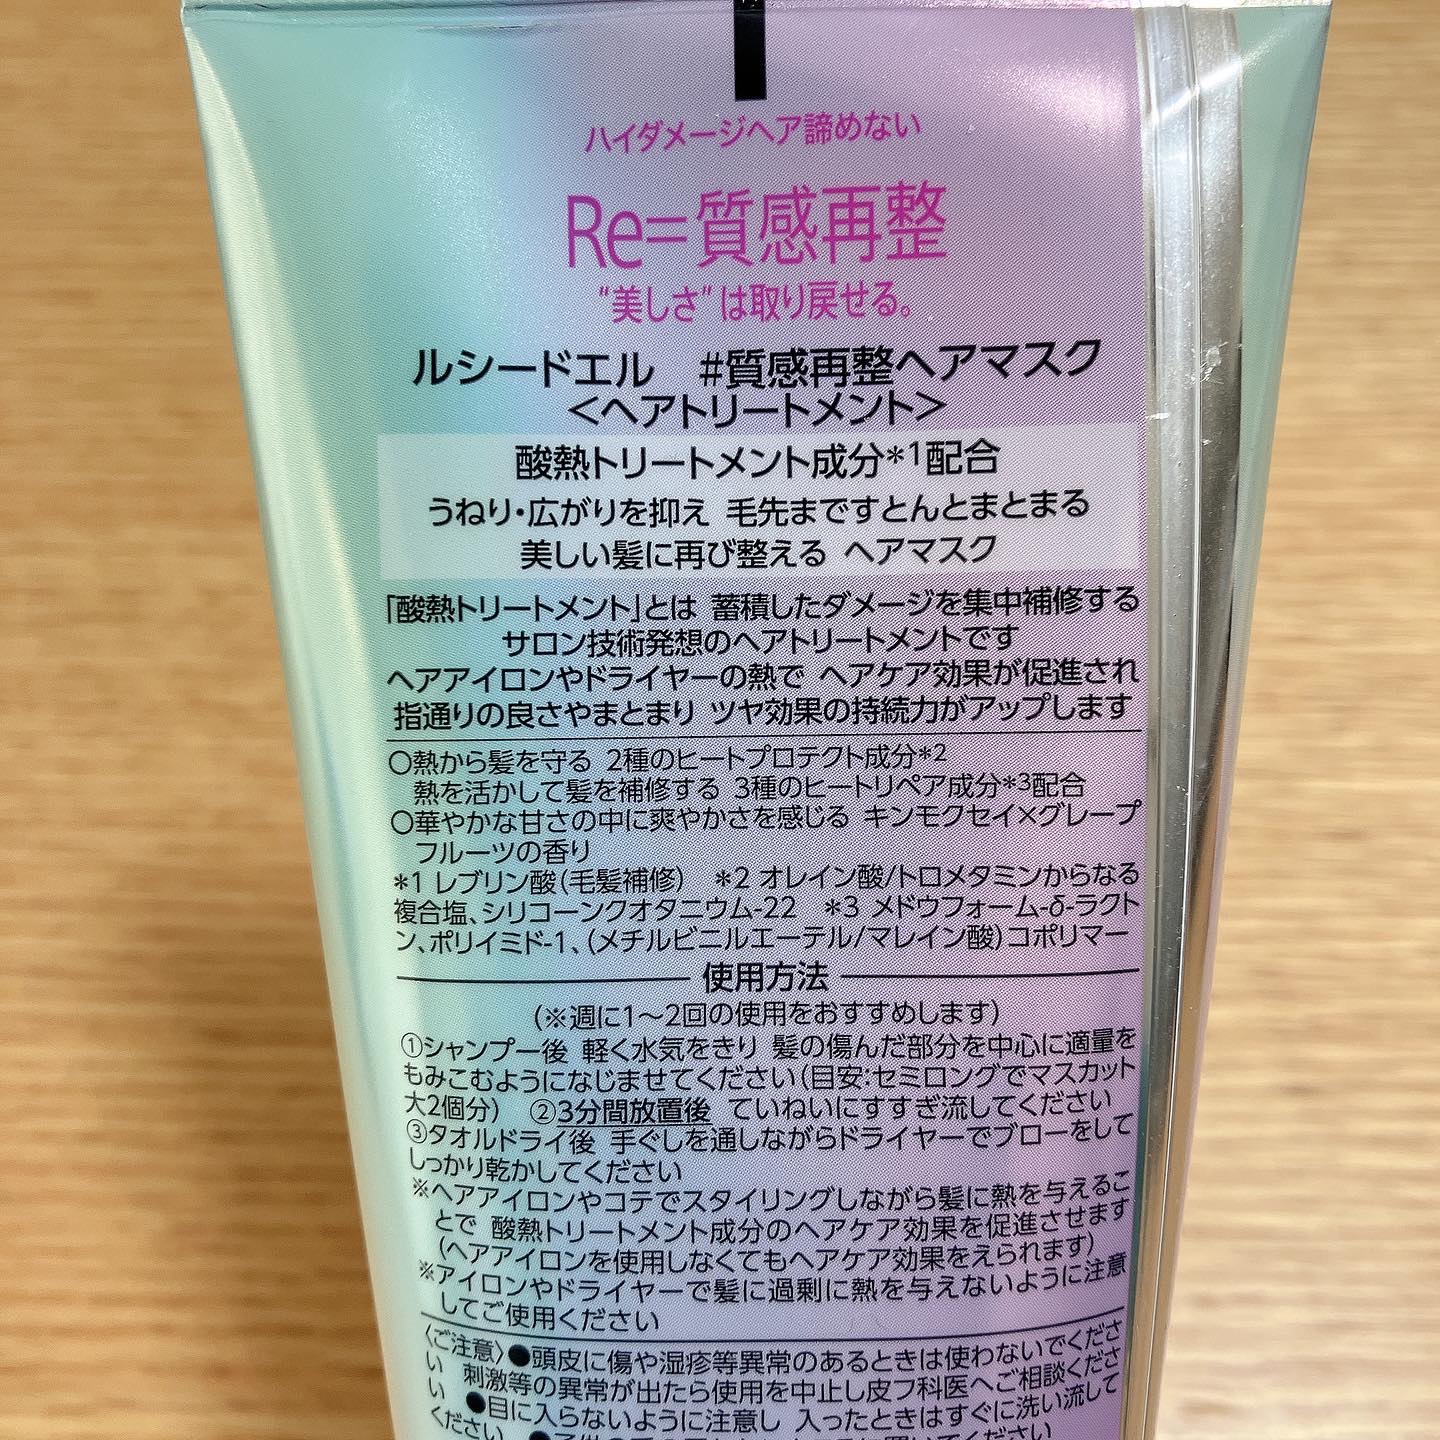 ハイダメージヘア諦めない
Re=質感再整
“美しさ”は取り戻せる。
ルシードエル #質感再整ヘアマスク
<ヘアトリートメント>
酸熱トリートメント成分*1配合
うねり・広がりを抑え 毛先まですとんとまとまる
美しい髪に再び整える ヘアマスク
「酸熱トリートメント」とは 蓄積したダメージを集中補修する
サロン技術発想のヘアトリートメントです
ヘアアイロンやドライヤーの熱で ヘアケア効果が促進され
指通りの良さやまとまり ツヤ効果の持続力がアップします
○熱から髪を守る 2種のヒートプロテクト成分*2
熱を活かして髪を補修する 3種のヒートリペア成分*3配合
○華やかな甘さの中に爽やかさを感じる キンモクセイ×グレープ
フルーツの香り
*1 レブリン酸(毛髪補修) *2 オレイン酸/トロメタミンからなる
複合塩、シリコーンクオタニウム-22 *3 メドウフォーム-δ-ラクト
ン、ポリイミド-1、(メチルビニルエーテル/マレイン酸)コポリマー
使用方法
(※週に1〜2回の使用をおすすめします)
①シャンプー後 軽く水気をきり 髪の傷んだ部分を中心に適量を
もみこむようになじませてください(目安:セミロングでマスカット
大2個分) ②3分間放置後 ていねいにすすぎ流してください
③タオルドライ後 手ぐしを通しながらドライヤーでブローをして
しっかり乾かしてください
※ヘアアイロンやコテでスタイリングしながら髪に熱を与えるこ
とで 酸熱トリートメント成分のヘアケア効果を促進させます
(ヘアアイロンを使用しなくてもヘアケア効果をえられます)
※アイロンやドライヤーで髪に過剰に熱を与えないように注意
してご使用ください
〈ご注意〉●頭皮に傷や湿疹等異常のあるときは使わないでくださ
い 刺激等の異常が出たら使用を中止し皮フ科医へご相談くださ
い ●目に入らないように注意し 入ったときはすぐに洗い流して
ください